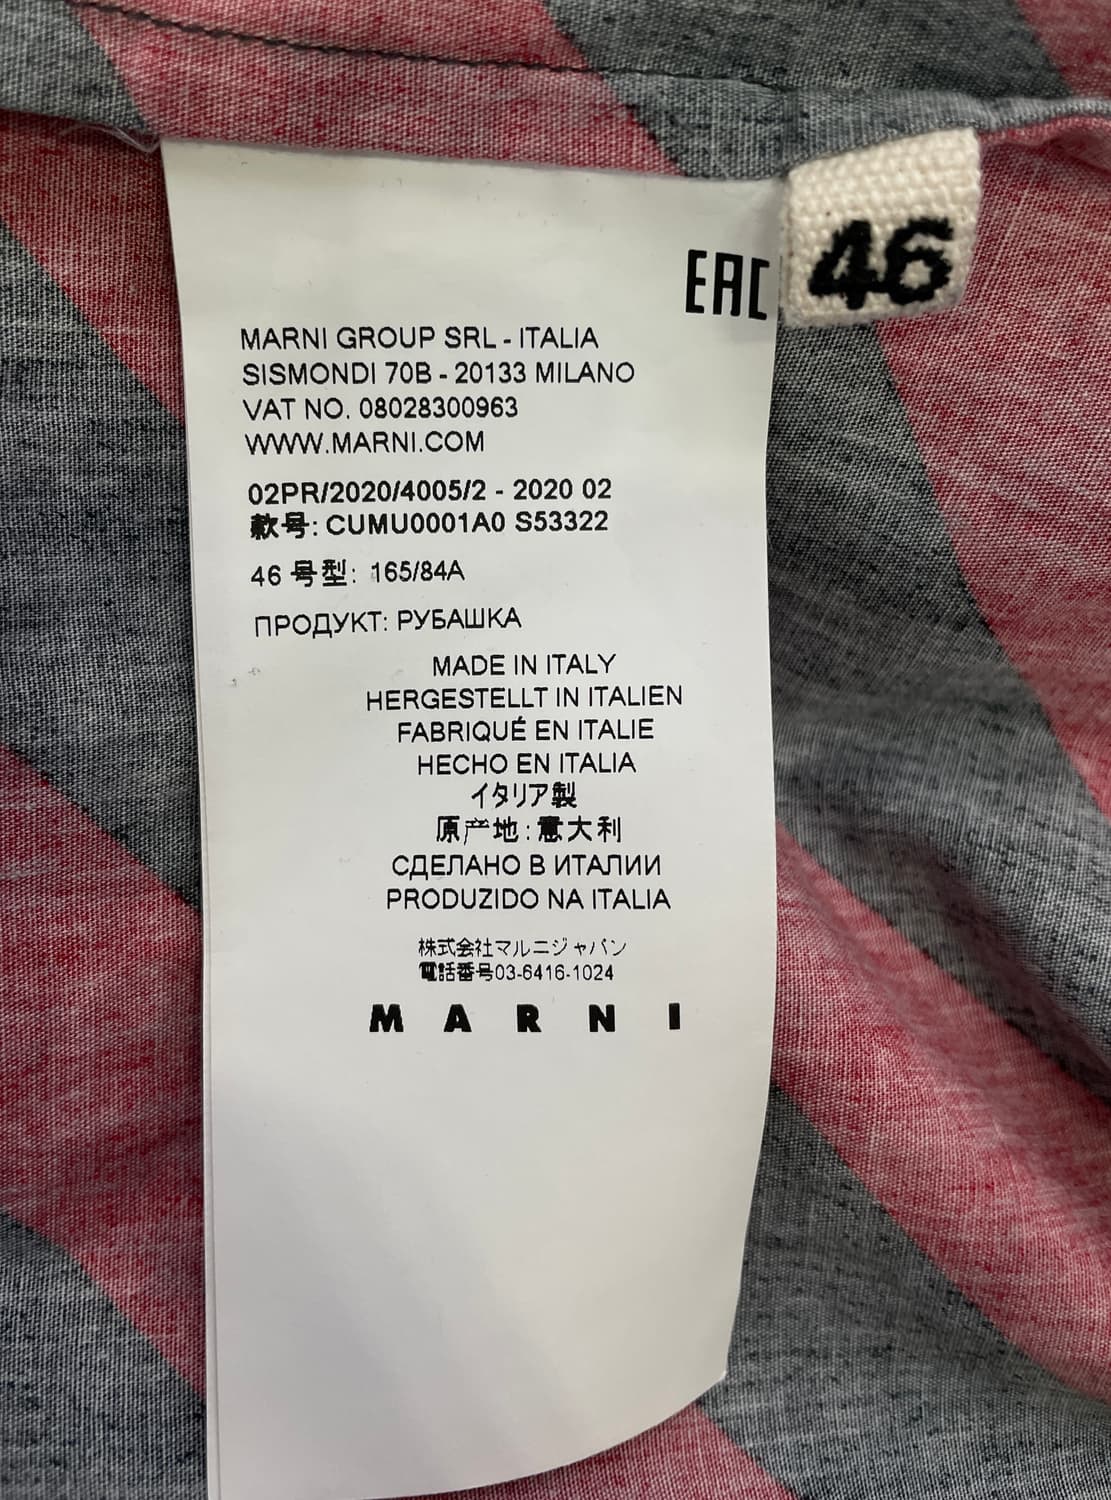 46
EAC
MARNI GROUP SRL - ITALIA
SISMONDI 70B - 20133 MILANO
VAT NO. 08028300963
WWW.MARNI.COM
02PR/2020/4005/2 - 2020 02
款号: CUMU0001A0 S53322
46 号型: 165/84A
ПРОДУКТ: РУБАШКА
MADE IN ITALY
HERGESTELLT IN ITALIEN
FABRIQUÉ EN ITALIE
HECHO EN ITALIA
イタリア製
原产地: 意大利
СДЕЛАНО В ИТАЛИИ
PRODUZIDO NA ITALIA
株式会社マルニジャパン
電話番号03-6416-1024
MARNI